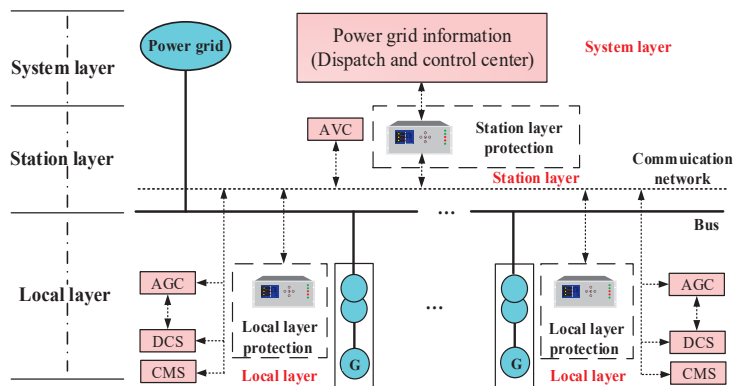 System layer
Station layer
Local layer
Power grid
Power grid information
(Dispatch and control center)
System layer
AVC
Station layer
protection
Station layer
Commuication
network
...
Bus
AGC
DCS
CMS
Local layer
protection
Local layer
G
...
G
Local layer
protection
Local layer
AGC
DCS
CMS